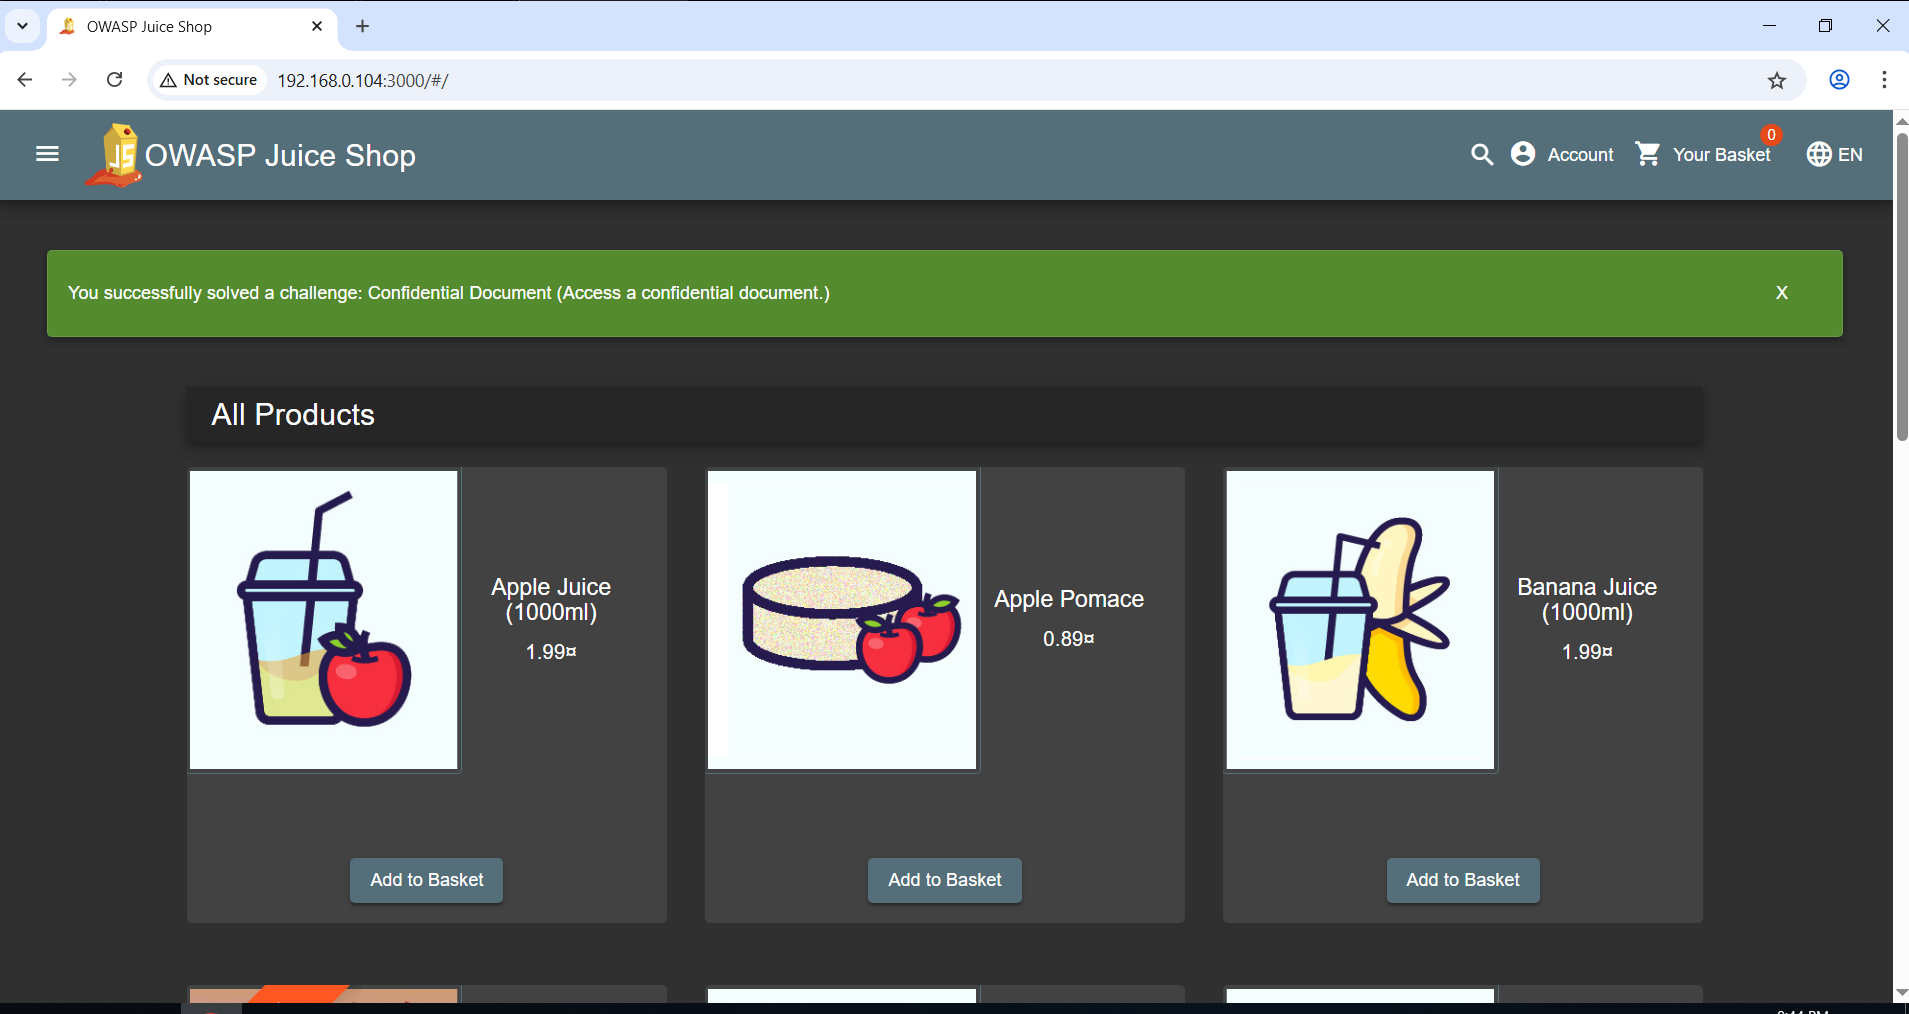 OWASP Juice Shop
Not secure 192.168.0.104:3000/#/
JS OWASP Juice Shop
Account
0
Your Basket
EN
You successfully solved a challenge: Confidential Document (Access a confidential document.)
X
All Products
Apple Juice
(1000ml)
1.99¤
Add to Basket
Apple Pomace
0.89¤
Add to Basket
Banana Juice
(1000ml)
1.99¤
Add to Basket